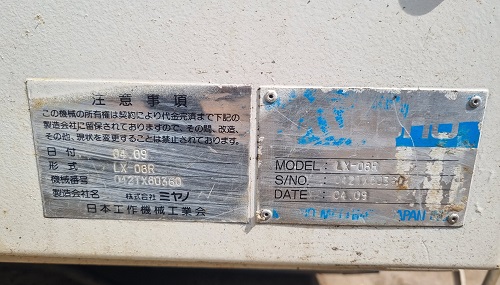 注意事項
この機械の所有権は契約により代金完済まで下記の
製造会社に留保されておりますので、その間、改造、
その他、現状を変更することは禁止されております。
日付 04.09
形式 LX-08R
機械番号
製造会社名 株式会社ミヤノ
日本工作機械工業会
MODEL: LX-08R
S/NO.
DATE: 04.09